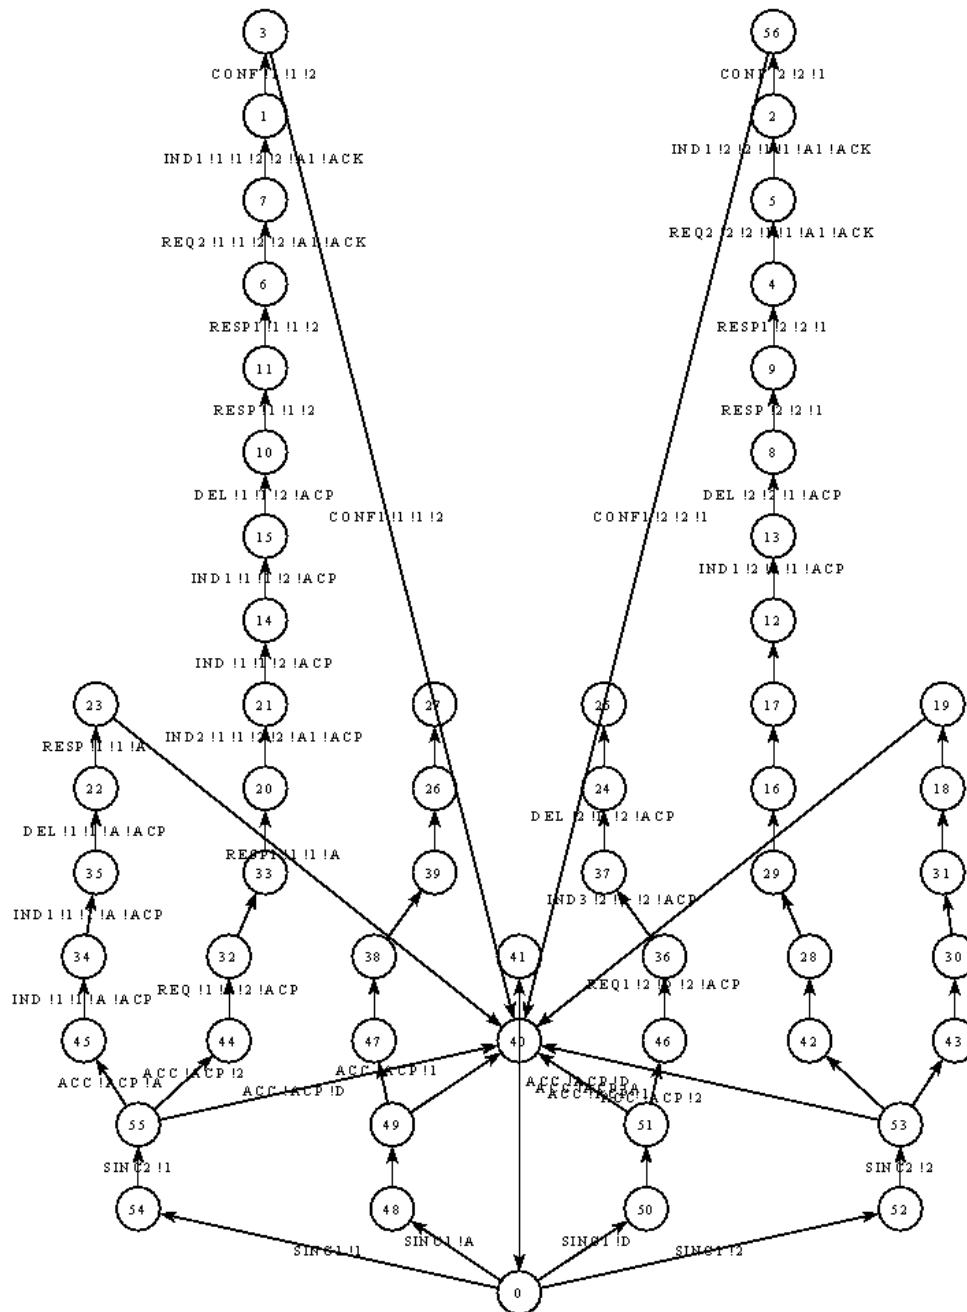 3 56
CONF !1 !1 !2 CONF !2 !2 !1
1 2
IND1 !1 !1 !2 !2 !A1 !ACK IND1 !2 !2 !1 !1 !A1 !ACK
7 5
REQ2 !1 !1 !2 !2 !A1 !ACK REQ2 !2 !2 !1 !1 !A1 !ACK
6 4
RESP1 !1 !1 !2 RESP1 !2 !2 !1
11 9
RESP !1 !1 !2 RESP !2 !2 !1
10 8
DEL !1 !1 !2 !ACP DEL !2 !2 !1 !ACP
CONF1 !1 !1 !2 CONF1 !2 !2 !1
15 13
IND1 !1 !1 !2 !ACP IND1 !2 !2 !1 !ACP
14 12
IND !1 !1 !2 !ACP
23 21 27 25 17 19
RESP !1 !1 !A IND2 !1 !1 !2 !2 !A1 !ACP
22 20 26 24 16 18
DEL !1 !1 !A !ACP DEL !2 !2 !ACP
RESP1 !1 !1 !A
35 33 39 37 29 31
IND1 !1 !1 !A !ACP IND3 !2 !2 !ACP
34 32 38 41 36 28 30
IND !1 !1 !A !ACP REQ !1 !1 !2 !ACP REQ1 !2 !2 !ACP
45 44 47 40 46 42 43
ACC !ACP !A ACC !ACP !2 ACC !ACP !D ACC !ACP !1 ACC !ACP !D ACC !ACP !2
55 49 51 53
SINC2 !1 SINC2 !2
54 48 50 52
SINC1 !1 SINC1 !A SINC1 !D SINC1 !2
0